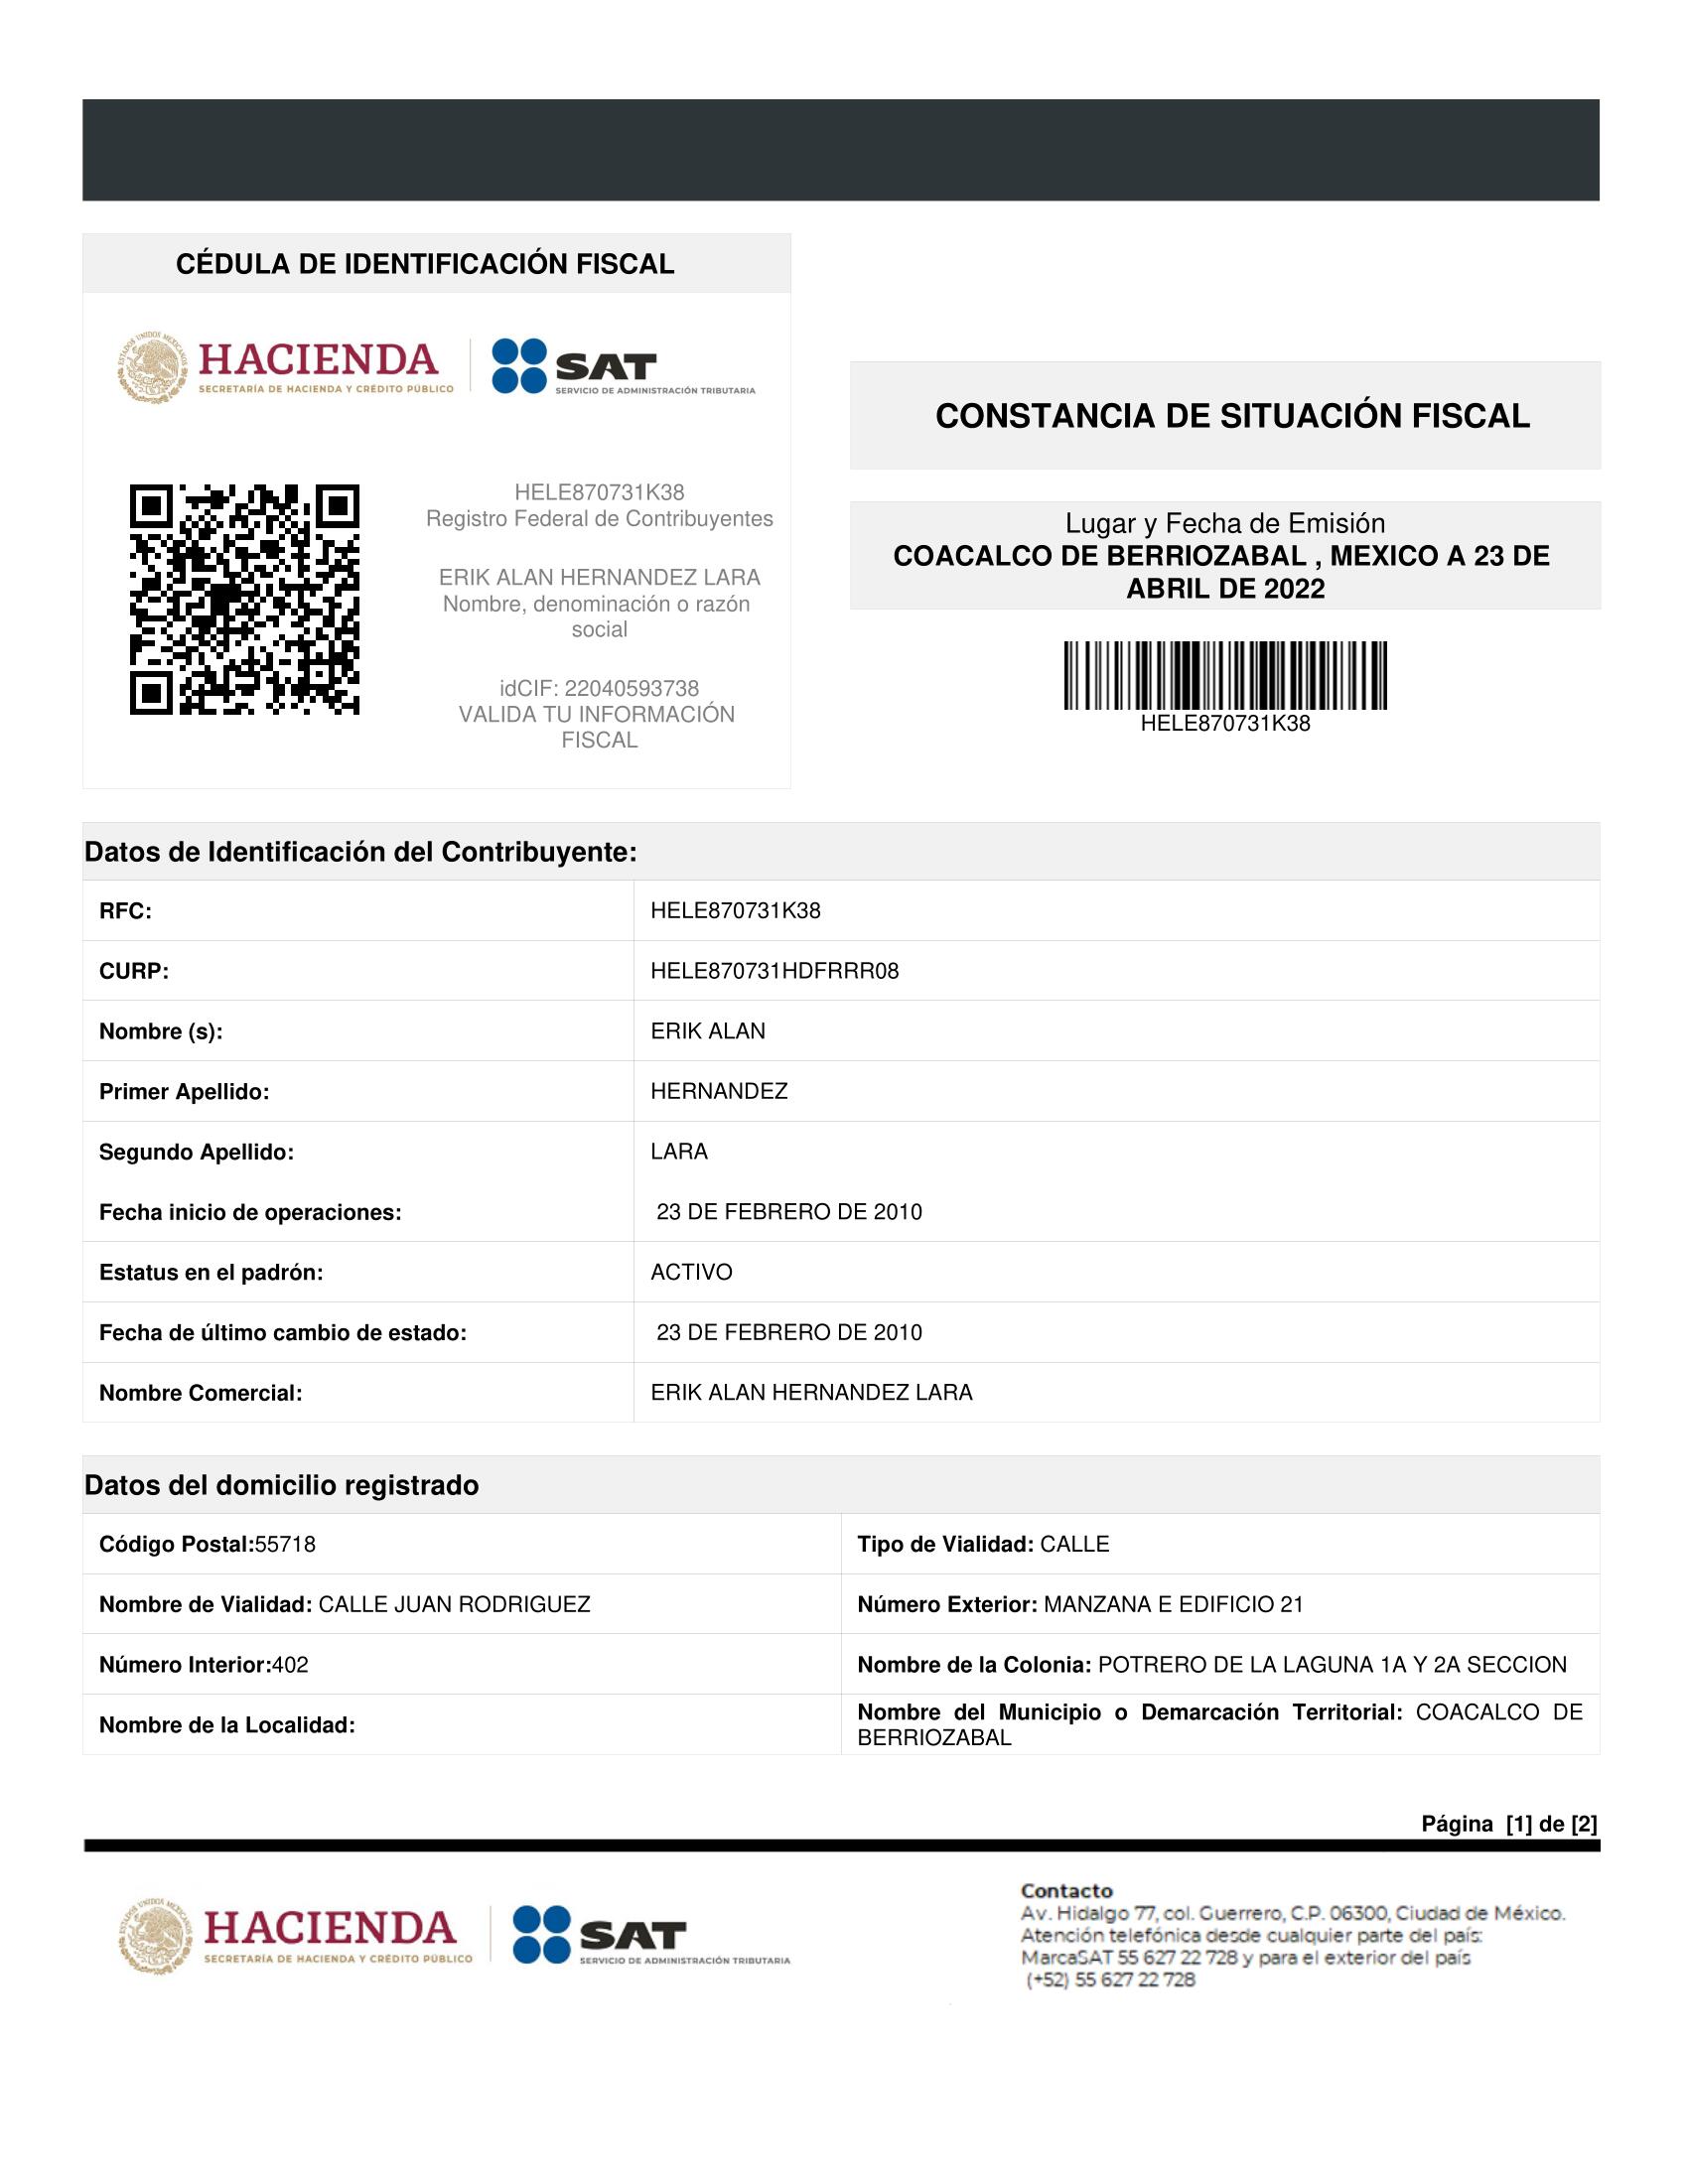 CÉDULA DE IDENTIFICACIÓN FISCAL
HACIENDA
SECRETARÍA DE HACIENDA Y CRÉDITO PÚBLICO
SAT
SERVICIO DE ADMINISTRACIÓN TRIBUTARIA
HELE870731K38
Registro Federal de Contribuyentes
ERIK ALAN HERNANDEZ LARA
Nombre, denominación o razón
social
idCIF: 22040593738
VALIDA TU INFORMACIÓN
FISCAL
CONSTANCIA DE SITUACIÓN FISCAL
Lugar y Fecha de Emisión
COACALCO DE BERRIOZABAL , MEXICO A 23 DE
ABRIL DE 2022
HELE870731K38
Datos de Identificación del Contribuyente:
RFC: HELE870731K38
CURP: HELE870731HDFRRR08
Nombre (s): ERIK ALAN
Primer Apellido: HERNANDEZ
Segundo Apellido: LARA
Fecha inicio de operaciones: 23 DE FEBRERO DE 2010
Estatus en el padrón: ACTIVO
Fecha de último cambio de estado: 23 DE FEBRERO DE 2010
Nombre Comercial: ERIK ALAN HERNANDEZ LARA
Datos del domicilio registrado
Código Postal:55718 Tipo de Vialidad: CALLE
Nombre de Vialidad: CALLE JUAN RODRIGUEZ Número Exterior: MANZANA E EDIFICIO 21
Número Interior:402 Nombre de la Colonia: POTRERO DE LA LAGUNA 1A Y 2A SECCION
Nombre de la Localidad: Nombre del Municipio o Demarcación Territorial: COACALCO DE
BERRIOZABAL
Página [1] de [2]
HACIENDA
SECRETARÍA DE HACIENDA Y CRÉDITO PÚBLICO
SAT
SERVICIO DE ADMINISTRACIÓN TRIBUTARIA
Contacto
Av. Hidalgo 77, col. Guerrero, C.P. 06300, Ciudad de México.
Atención telefónica desde cualquier parte del país:
MarcaSAT 55 627 22 728 y para el exterior del país
(+52) 55 627 22 728